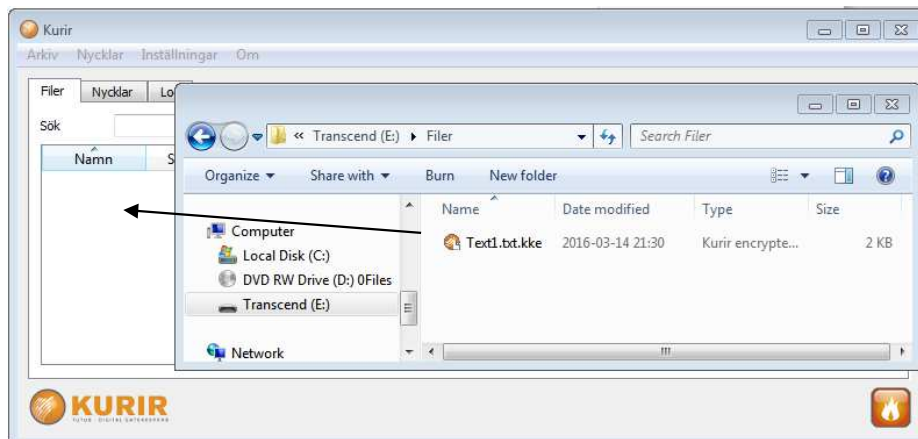 Kurir
Arkiv Nycklar Inställningar Om
Filer Nycklar Lo
Sök
Namn S
« Transcend (E:) Filer Search Filer
Organize Share with Burn New folder
Name Date modified Type Size
Computer
Local Disk (C:)
DVD RW Drive (D:) 0Files
Transcend (E:)
Network
Text1.txt.kke 2016-03-14 21:30 Kurir encrypte... 2 KB
KURIR